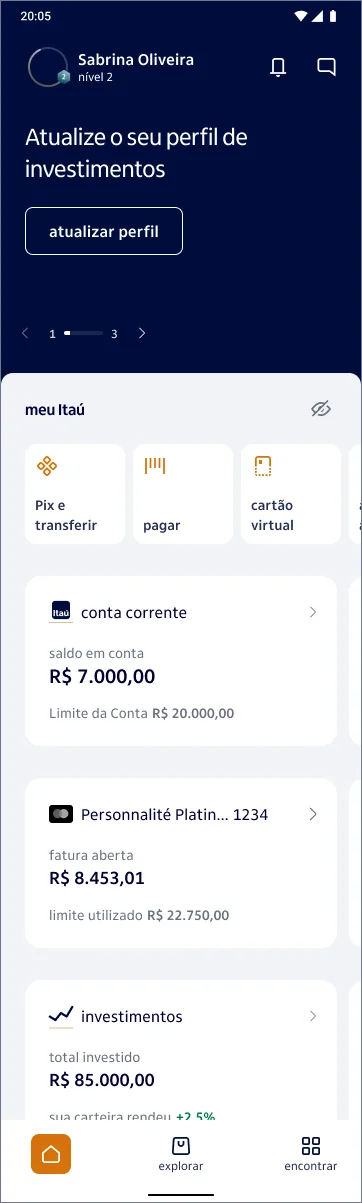 20:05
Sabrina Oliveira
2
nível 2
Atualize o seu perfil de
investimentos
atualizar perfil
1 3
meu Itaú
Pix e
transferir
pagar
cartão
virtual
Itaú conta corrente
saldo em conta
R$ 7.000,00
Limite da Conta R$ 20.000,00
Personnalité Platin... 1234
fatura aberta
R$ 8.453,01
limite utilizado R$ 22.750,00
investimentos
total investido
R$ 85.000,00
sua carteira rendeu +2,5%
explorar
encontrar